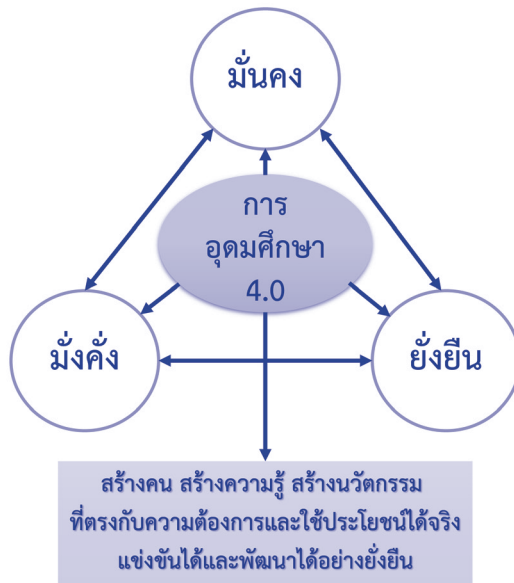 มั่นคง
การ
อุดมศึกษา
4.0
มั่งคั่ง
ยั่งยืน
สร้างคน สร้างความรู้ สร้างนวัตกรรม
ที่ตรงกับความต้องการและใช้ประโยชน์ได้จริง
แข่งขันได้และพัฒนาได้อย่างยั่งยืน